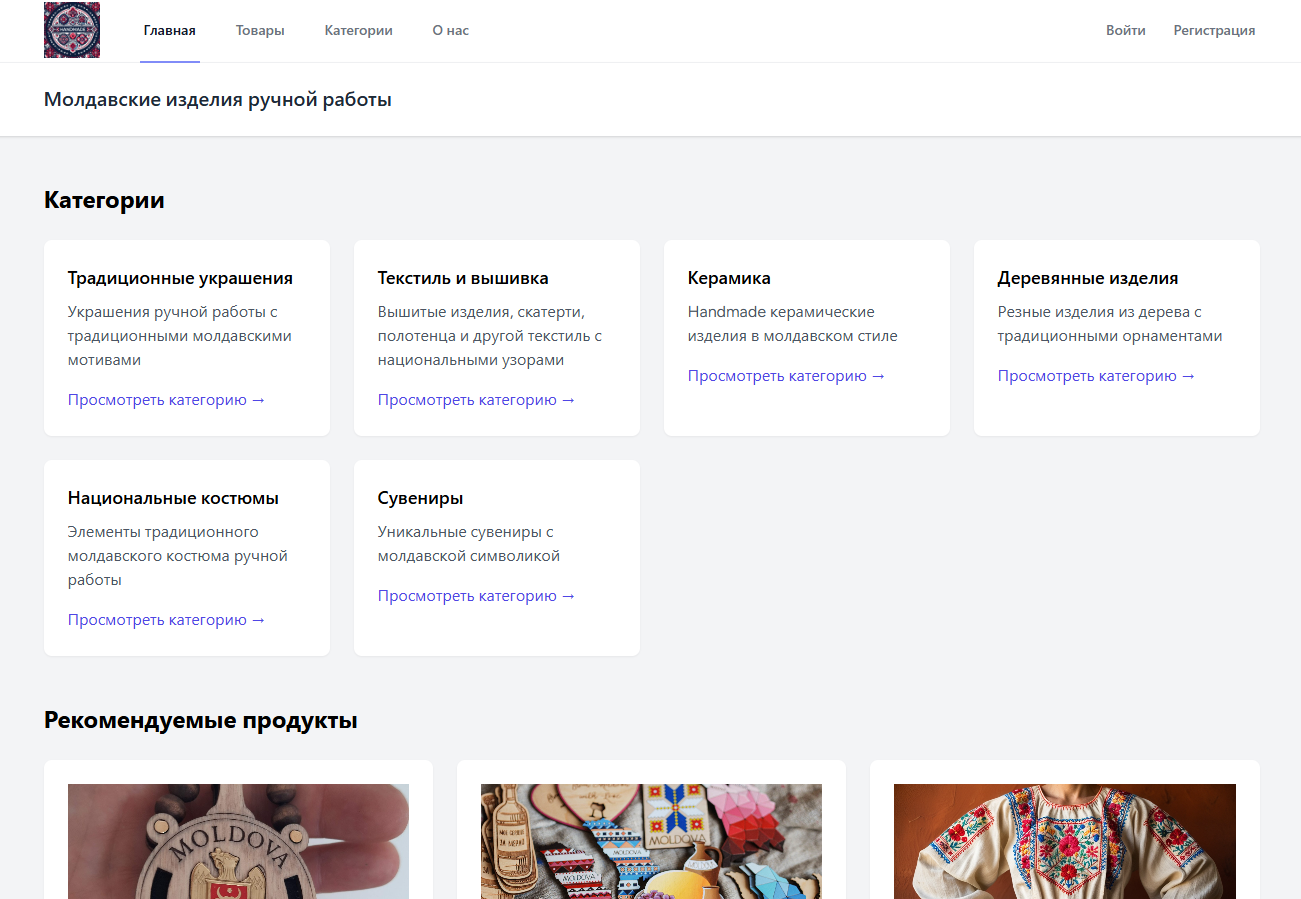 HANDMADE
Главная Товары Категории О нас Войти Регистрация
Молдавские изделия ручной работы
Категории
Традиционные украшения
Украшения ручной работы с
традиционными молдавскими
мотивами
Просмотреть категорию →
Текстиль и вышивка
Вышитые изделия, скатерти,
полотенца и другой текстиль с
национальными узорами
Просмотреть категорию →
Керамика
Handmade керамические
изделия в молдавском стиле
Просмотреть категорию →
Деревянные изделия
Резные изделия из дерева с
традиционными орнаментами
Просмотреть категорию →
Национальные костюмы
Элементы традиционного
молдавского костюма ручной
работы
Просмотреть категорию →
Сувениры
Уникальные сувениры с
молдавской символикой
Просмотреть категорию →
Рекомендуемые продукты
MOLDOVA
MOLDOVA
MOLDOVA
MOLDOVA